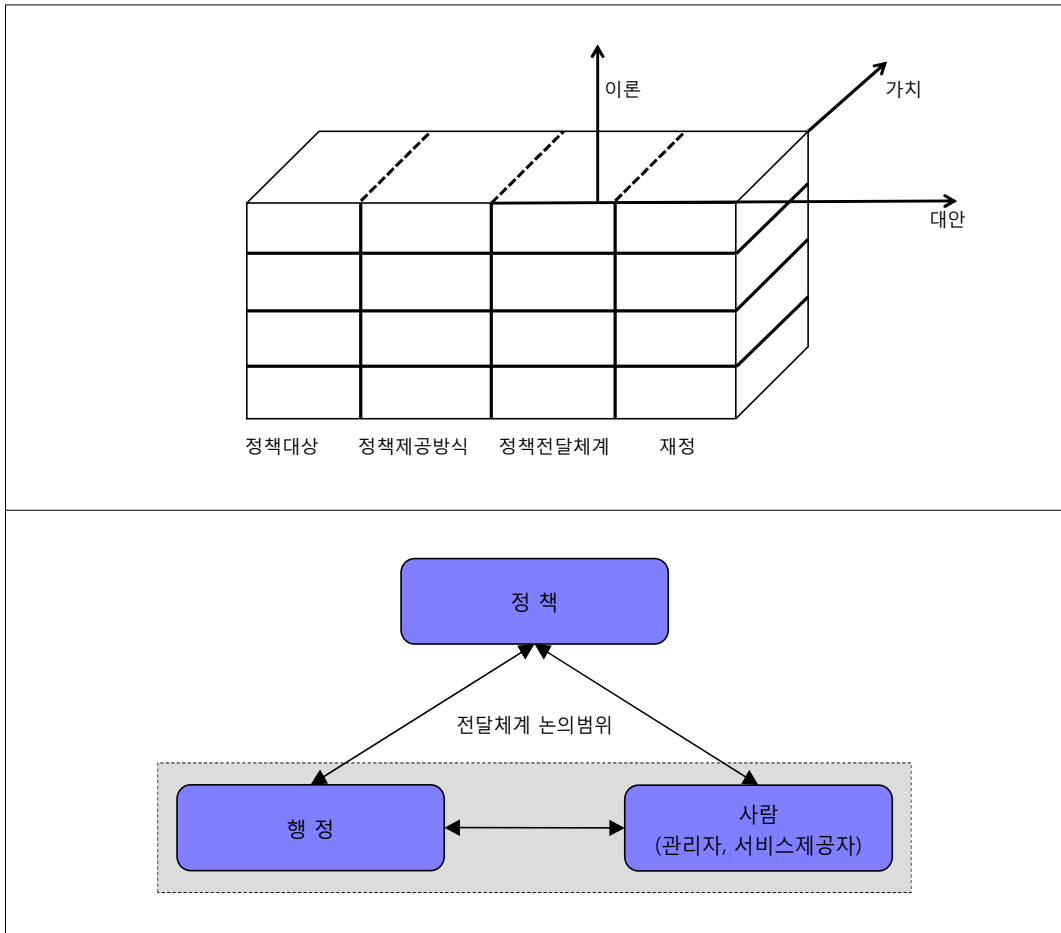 이론
가치
대안
정책대상 정책제공방식 정책전달체계 재정
정 책
전달체계 논의범위
행 정
사람
(관리자, 서비스제공자)